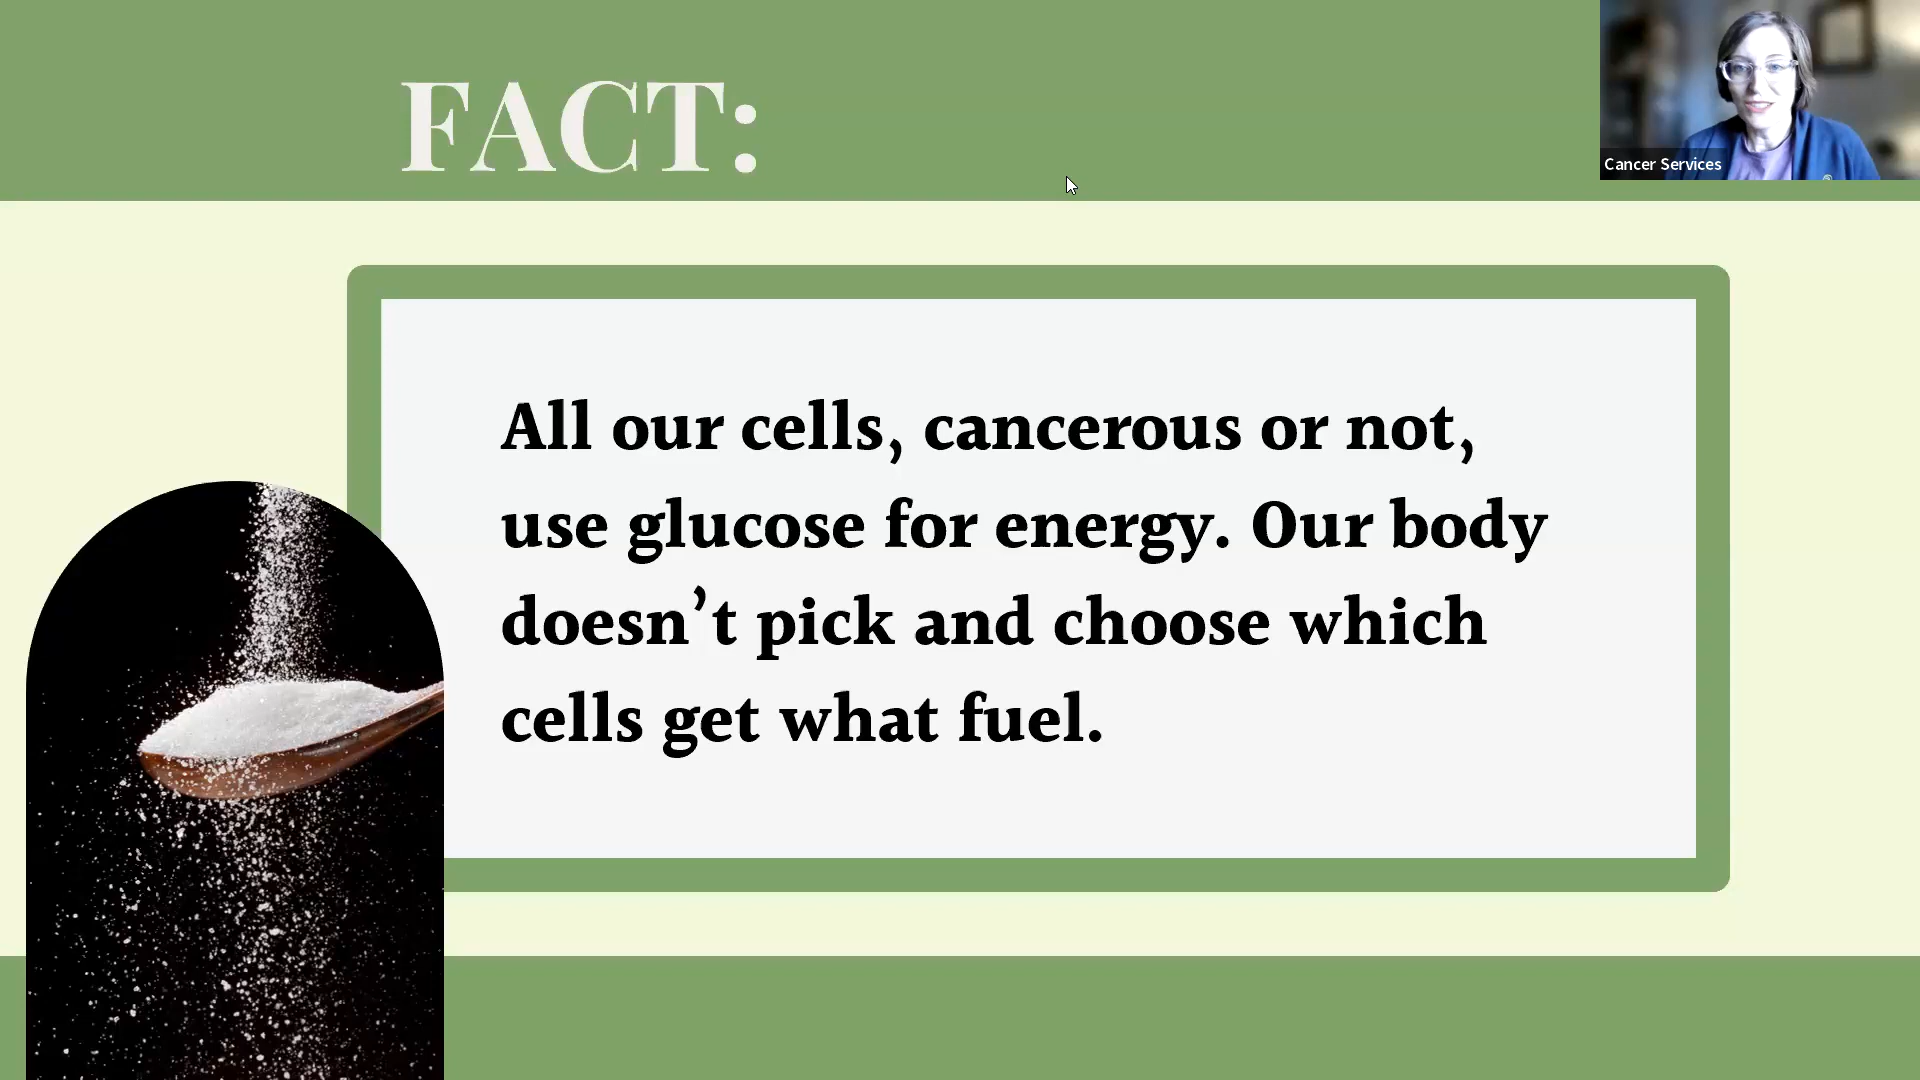 FACT:
Cancer Services
All our cells, cancerous or not,
use glucose for energy. Our body
doesn’t pick and choose which
cells get what fuel.